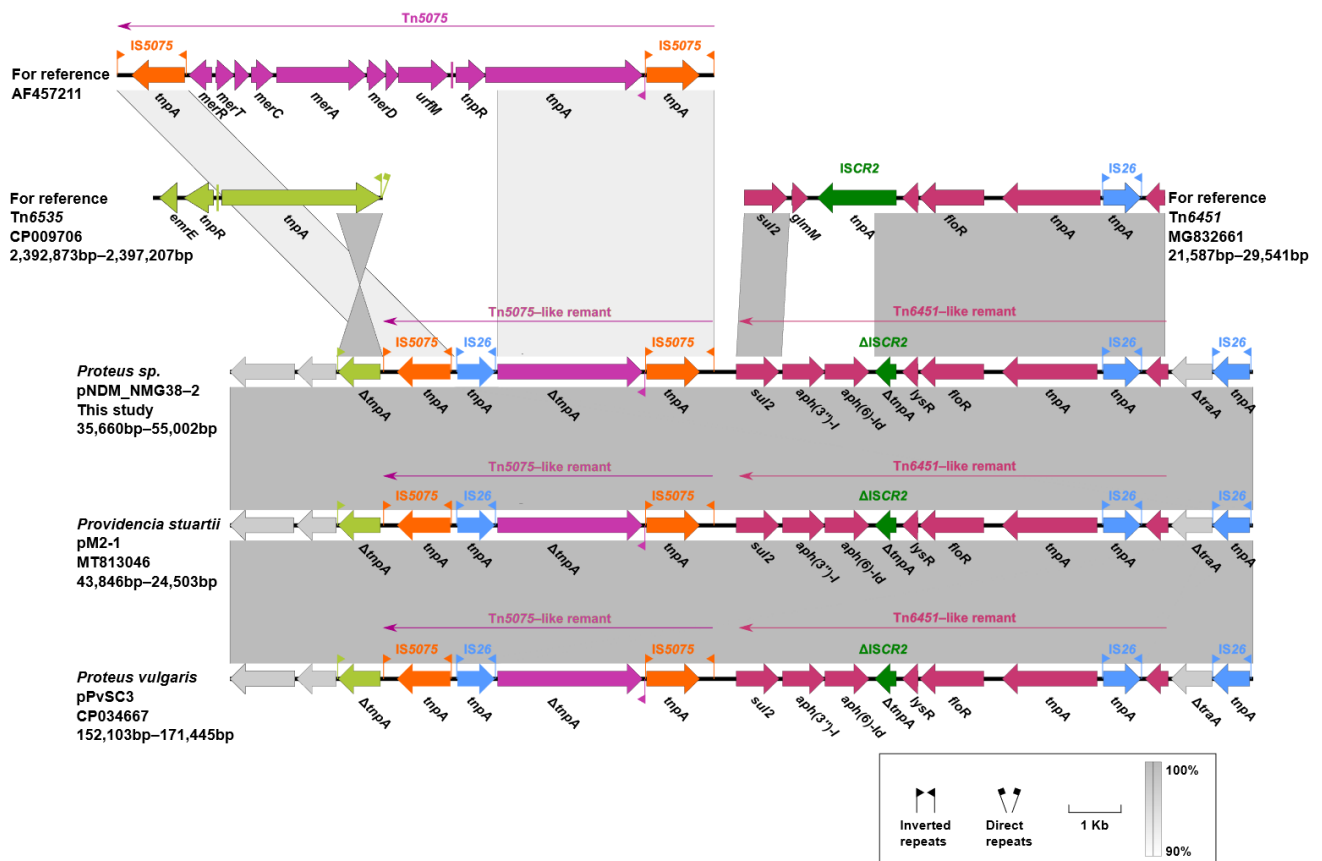 Tn5075
IS5075
IS5075
For reference
AF457211
tnpA
merR
merT
merC
merA
merD
urfM
tnpR
tnpA
tnpA
ISCR2
IS26
For reference
Tn6535
CP009706
2,392,873bp–2,397,207bp
emrE
tnpR
tnpA
sul2
glmM
tnpA
floR
tnpA
tnpA
For reference
Tn6451
MG832661
21,587bp–29,541bp
Tn5075–like remant
Tn6451–like remant
IS5075
IS26
IS5075
ΔISCR2
IS26
IS26
Proteus sp.
pNDM_NMG38–2
This study
35,660bp–55,002bp
ΔtnpA
tnpA
tnpA
ΔtnpA
tnpA
sul2
aph(3")-I
aph(6)-Id
ΔtnpA
lysR
floR
tnpA
tnpA
ΔtraA
tnpA
Tn5075–like remant
Tn6451–like remant
IS5075
IS26
IS5075
ΔISCR2
IS26
IS26
Providencia stuartii
pM2-1
MT813046
43,846bp–24,503bp
ΔtnpA
tnpA
tnpA
ΔtnpA
tnpA
sul2
aph(3")-I
aph(6)-Id
ΔtnpA
lysR
floR
tnpA
tnpA
ΔtraA
tnpA
Tn5075–like remant
Tn6451–like remant
IS5075
IS26
IS5075
ΔISCR2
IS26
IS26
Proteus vulgaris
pPvSC3
CP034667
152,103bp–171,445bp
ΔtnpA
tnpA
tnpA
ΔtnpA
tnpA
sul2
aph(3")-I
aph(6)-Id
ΔtnpA
lysR
floR
tnpA
tnpA
ΔtraA
tnpA
Inverted
repeats
Direct
repeats
1 Kb
100%
90%